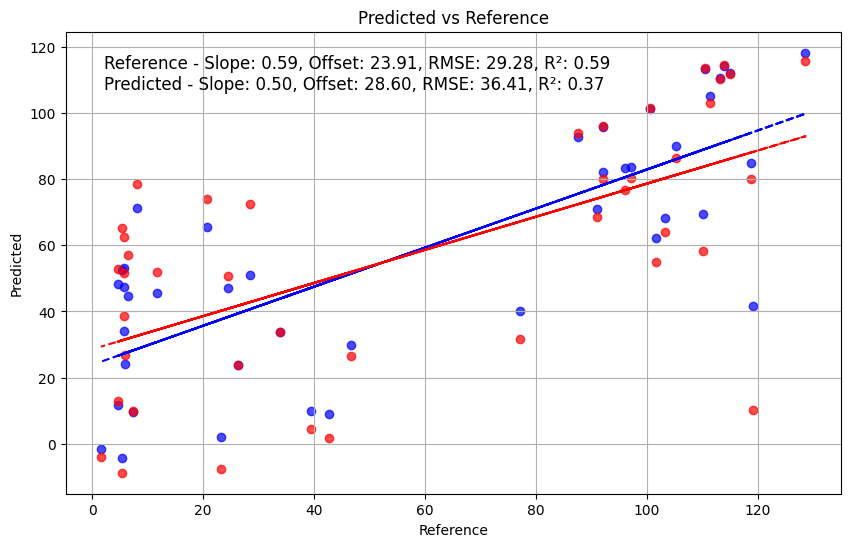 Predicted vs Reference
Reference - Slope: 0.59, Offset: 23.91, RMSE: 29.28, R²: 0.59
Predicted - Slope: 0.50, Offset: 28.60, RMSE: 36.41, R²: 0.37
120
100
80
60
40
20
0
Predicted
0 20 40 60 80 100 120
Reference